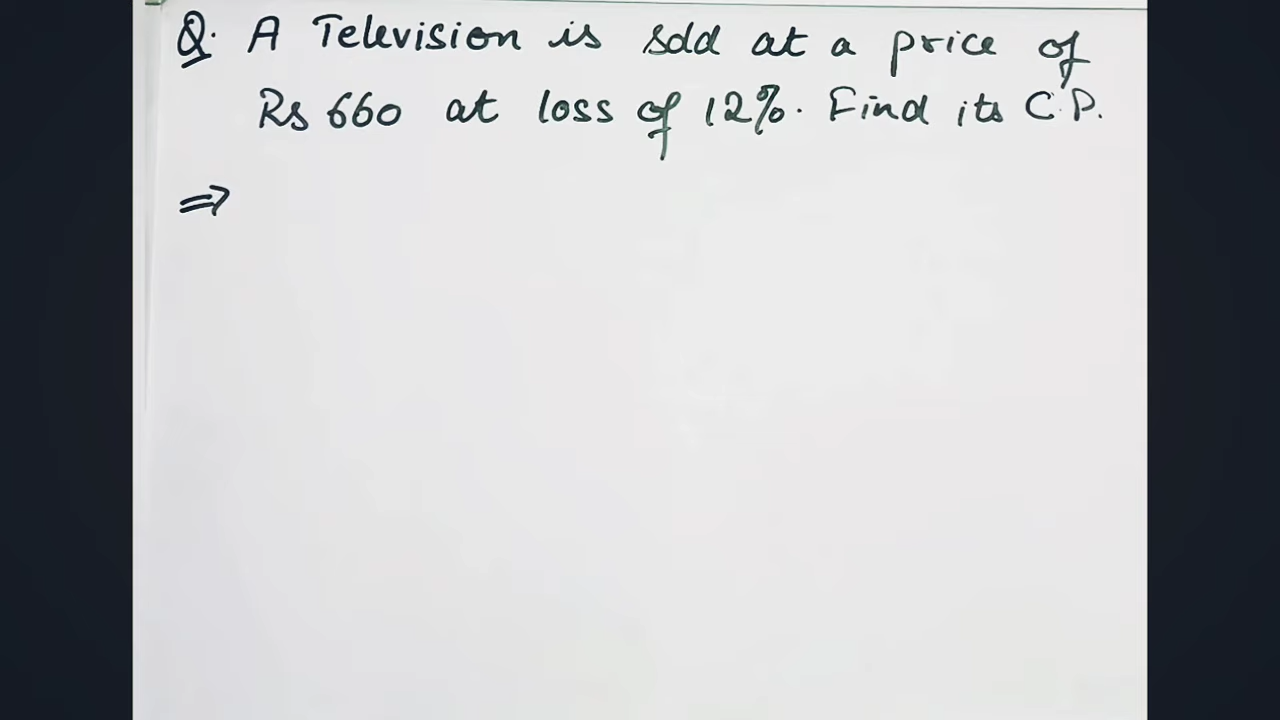 Q. A Television is sold at a price of
Rs 660 at loss of 12%. Find its C.P.
⇒